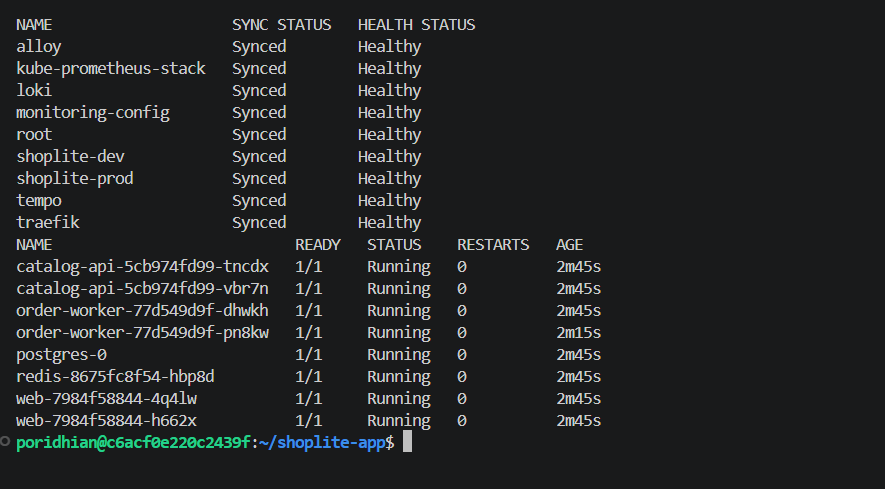 NAME SYNC STATUS HEALTH STATUS
alloy Synced Healthy
kube-prometheus-stack Synced Healthy
loki Synced Healthy
monitoring-config Synced Healthy
root Synced Healthy
shoplite-dev Synced Healthy
shoplite-prod Synced Healthy
tempo Synced Healthy
traefik Synced Healthy
NAME READY STATUS RESTARTS AGE
catalog-api-5cb974fd99-tncdx 1/1 Running 0 2m45s
catalog-api-5cb974fd99-vbr7n 1/1 Running 0 2m45s
order-worker-77d549d9f-dhwkh 1/1 Running 0 2m45s
order-worker-77d549d9f-pn8kw 1/1 Running 0 2m15s
postgres-0 1/1 Running 0 2m45s
redis-8675fc8f54-hbp8d 1/1 Running 0 2m45s
web-7984f58844-4q4lw 1/1 Running 0 2m45s
web-7984f58844-h662x 1/1 Running 0 2m45s
poridhian@c6acf0e220c2439f:~/shoplite-app$